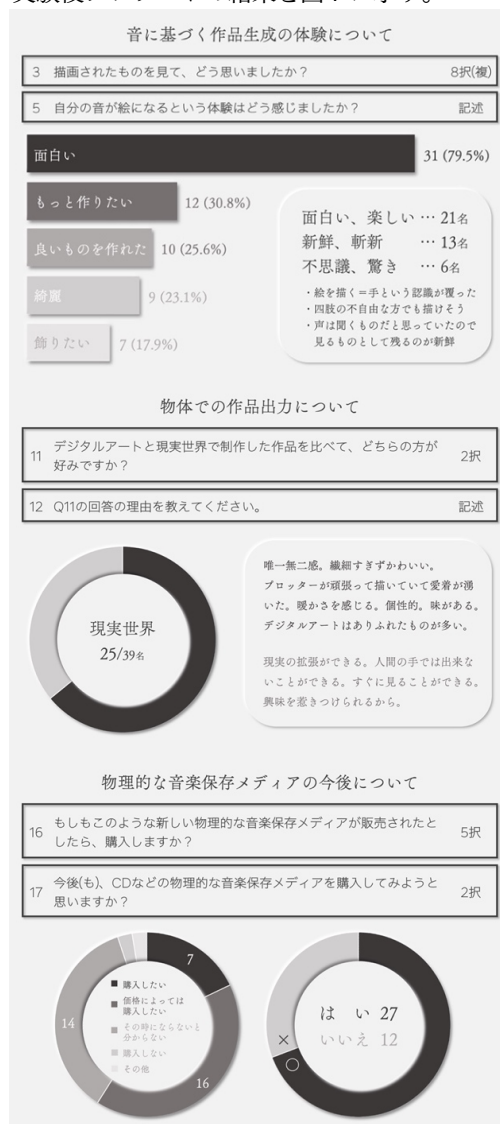 音に基づく作品生成の体験について
3 描画されたものを見て、どう思いましたか？ 8択(複)
5 自分の音が絵になるという体験はどう感じましたか？ 記述
面白い 31 (79.5%)
もっと作りたい 12 (30.8%)
良いものを作れた 10 (25.6%)
綺麗 9 (23.1%)
飾りたい 7 (17.9%)
面白い、楽しい … 21名
新鮮、斬新 … 13名
不思議、驚き … 6名
・絵を描く＝手という認識が覆った
・四肢の不自由な方でも描けそう
・声は聞くものだと思っていたので
見るものとして残るのが新鮮
物体での作品出力について
11 デジタルアートと現実世界で制作した作品を比べて、どちらの方が
好みですか？ 2択
12 Q11の回答の理由を教えてください。 記述
現実世界
25/39名
唯一無二感。繊細すぎずかわいい。
プロッターが頑張って描いていて愛着が湧
いた。暖かさを感じる。個性的。味がある。
デジタルアートはありふれたものが多い。
現実の拡張ができる。人間の手では出来な
いことができる。すぐに見ることができる。
興味を惹きつけられるから。
物理的な音楽保存メディアの今後について
16 もしもこのような新しい物理的な音楽保存メディアが販売されたと
したら、購入しますか？ 5択
17 今後(も)、CDなどの物理的な音楽保存メディアを購入してみようと
思いますか？ 2択
7
14
16
購入したい
価格によっては
購入したい
その時にならないと
分からない
購入しない
その他
はい 27
いいえ 12
×
○